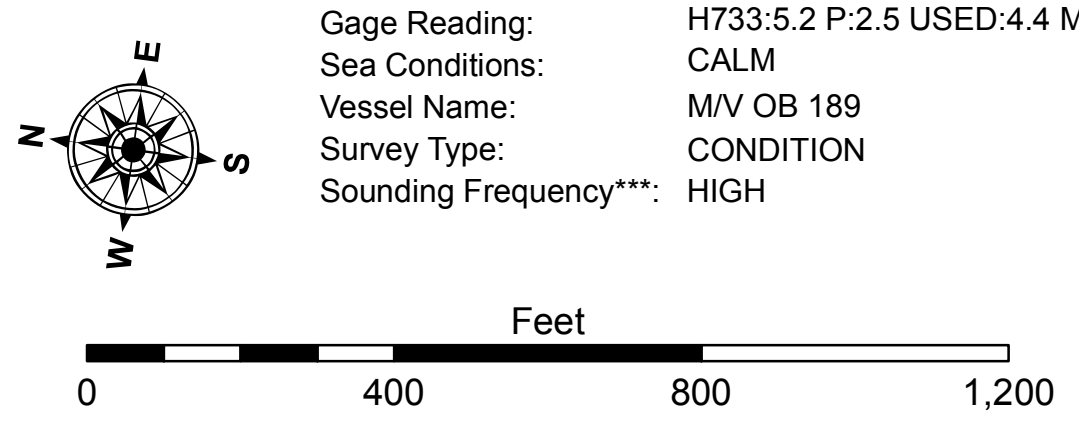 Gage Reading: H733:5.2 P:2.5 USED:4.4 M
Sea Conditions: CALM
Vessel Name: M/V OB 189
Survey Type: CONDITION
Sounding Frequency***: HIGH
E
N
S
W
Feet
0 400 800 1,200